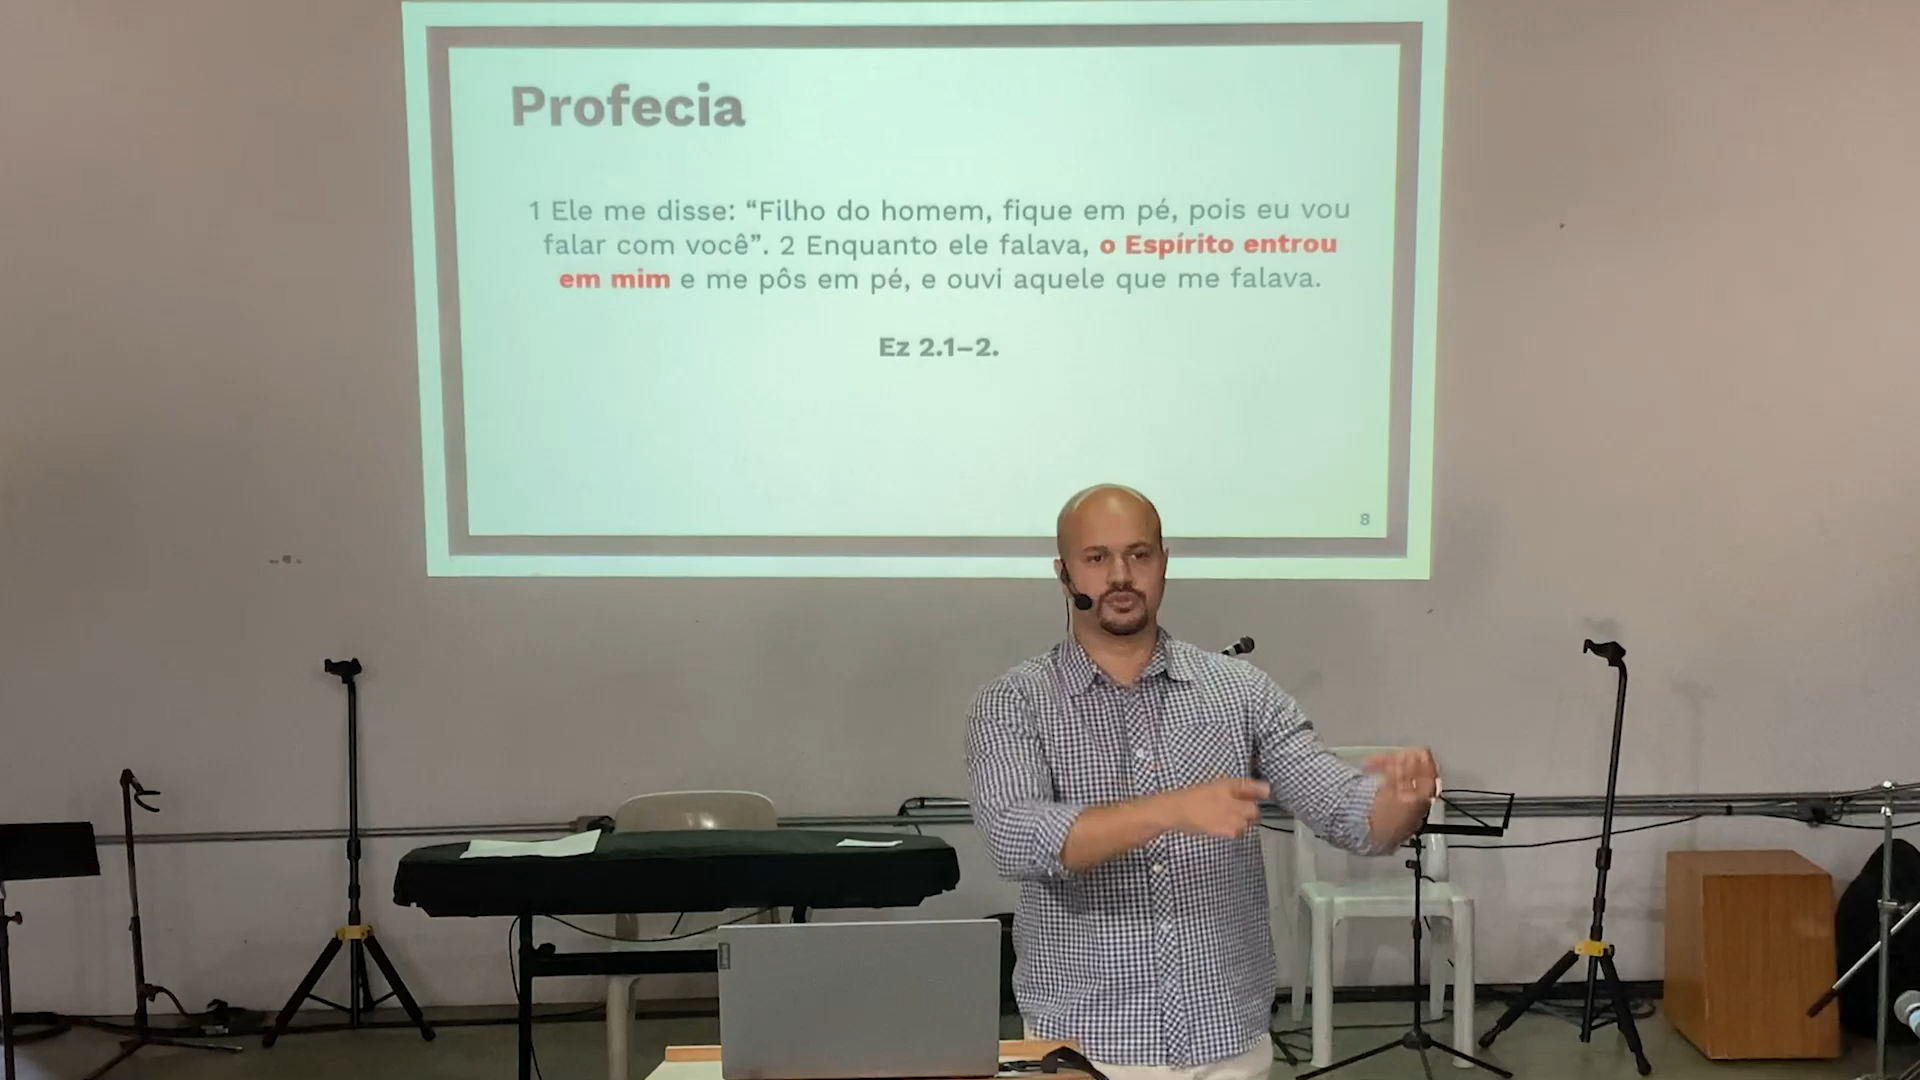 Profecia
1 Ele me disse: “Filho do homem, fique em pé, pois eu vou
falar com você”. 2 Enquanto ele falava, o Espírito entrou
em mim e me pôs em pé, e ouvi aquele que me falava.
Ez 2.1–2.
8